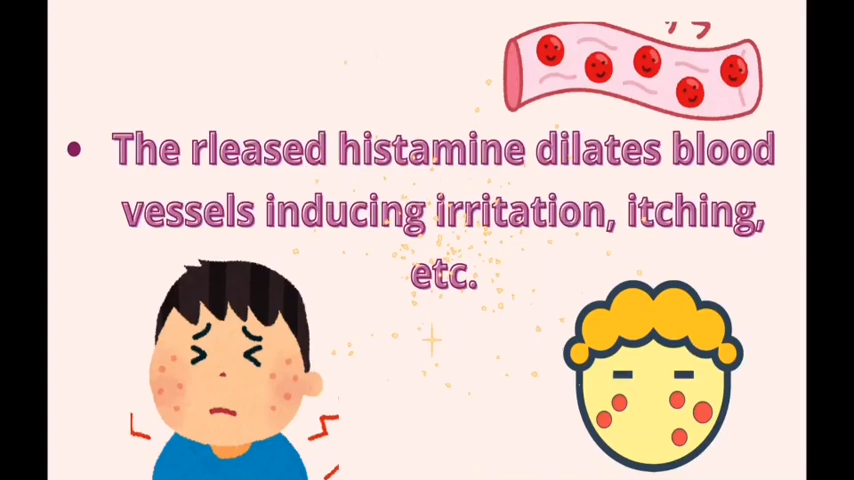 • The rleased histamine dilates blood
vessels inducing irritation, itching,
etc.